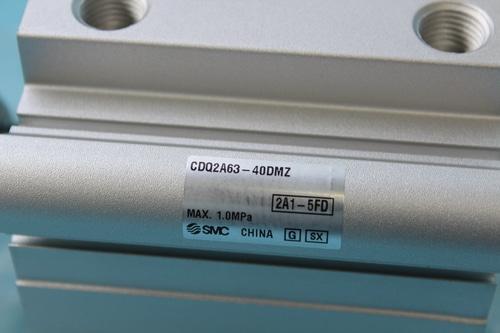 CDQ2A63-40DMZ
2A1-5FD
MAX. 1.0MPa
SMC CHINA G SX